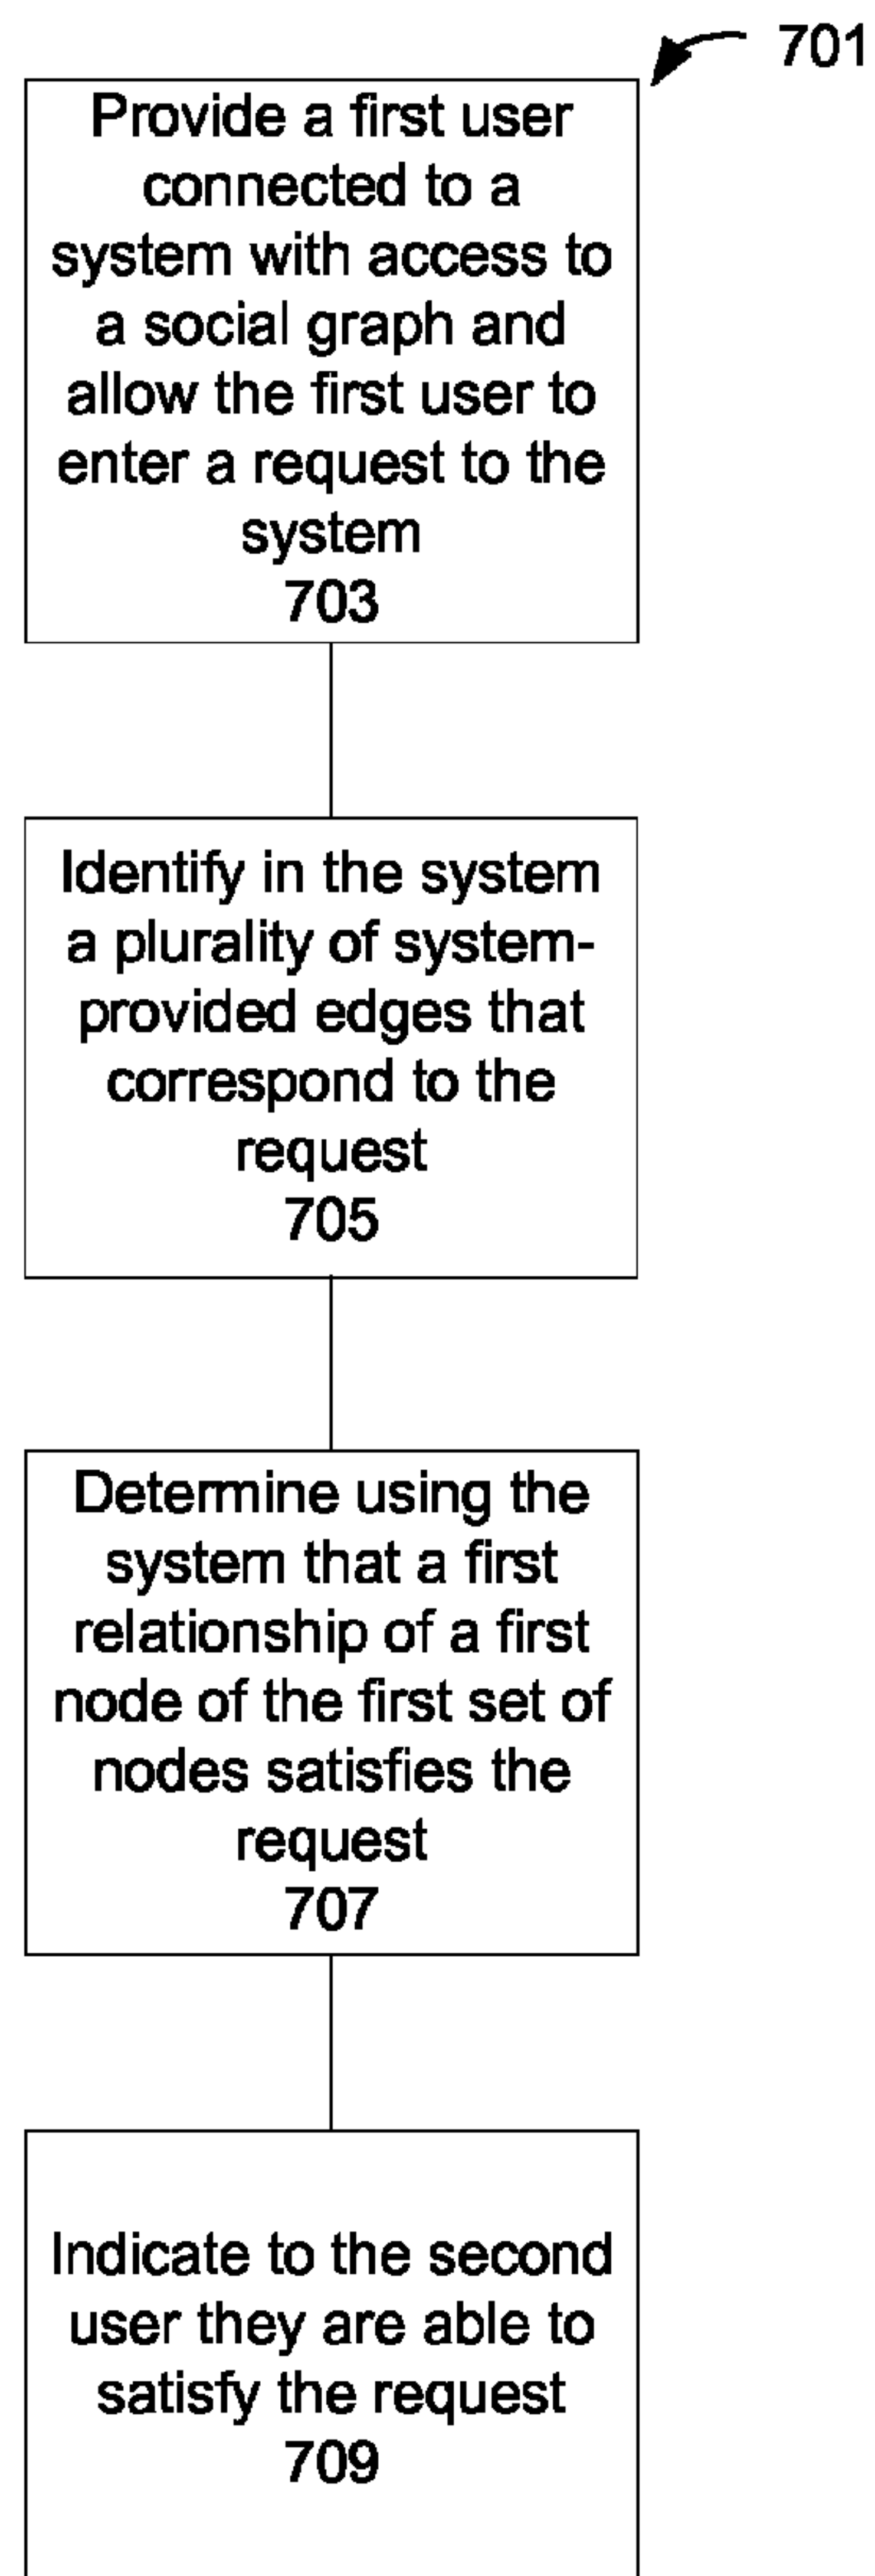 701
Provide a first user
connected to a
system with access to
a social graph and
allow the first user to
enter a request to the
system
703
Identify in the system
a plurality of system-
provided edges that
correspond to the
request
705
Determine using the
system that a first
relationship of a first
node of the first set of
nodes satisfies the
request
707
Indicate to the second
user they are able to
satisfy the request
709